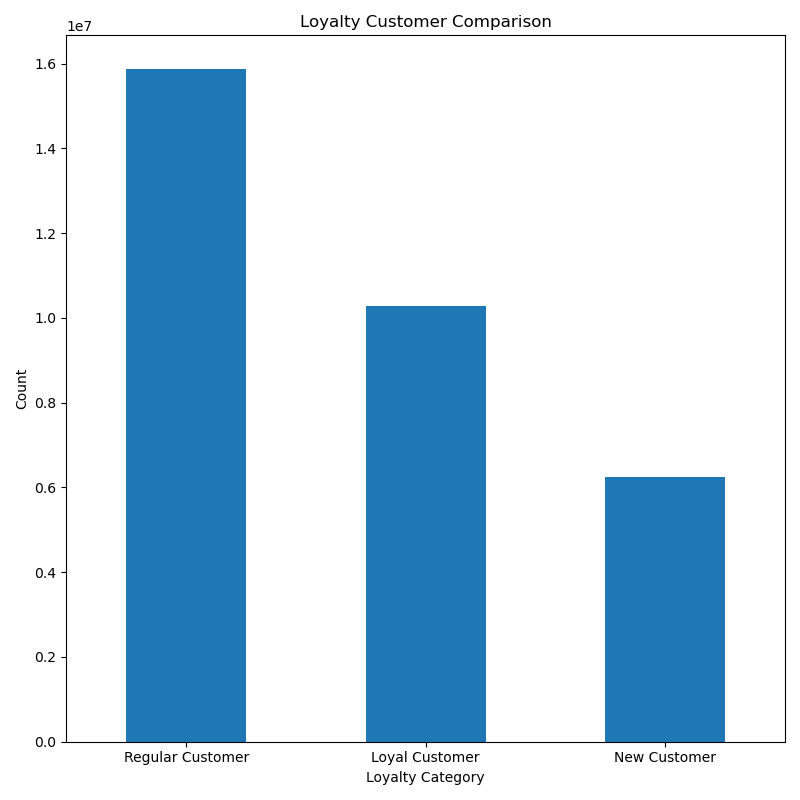 Loyalty Customer Comparison
1e7
1.6
1.4
1.2
1.0
0.8
0.6
0.4
0.2
0.0
Count
Regular Customer Loyal Customer New Customer
Loyalty Category